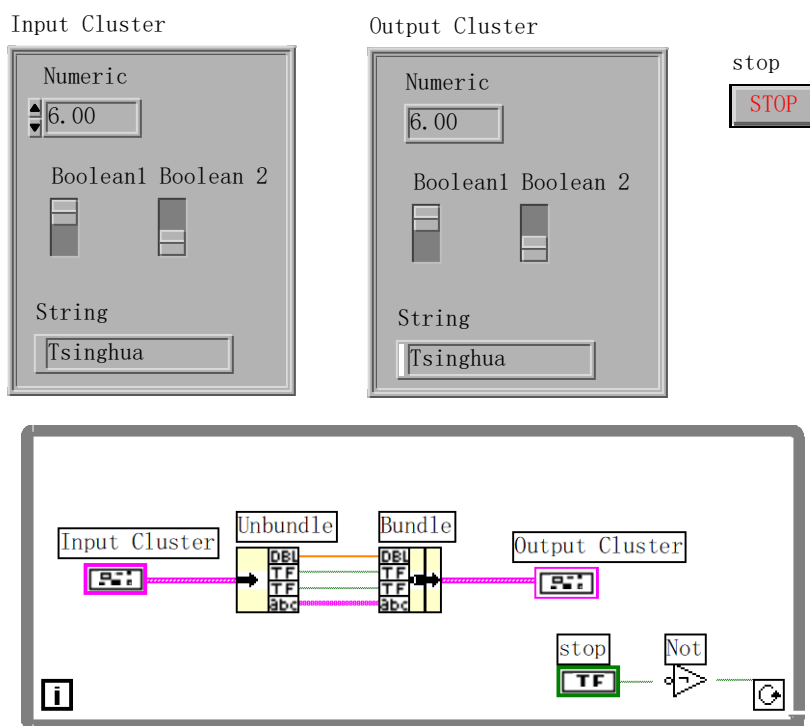 Input Cluster
Output Cluster
stop
STOP
Numeric
6.00
Boolean1 Boolean 2
String
Tsinghua
Numeric
6.00
Boolean1 Boolean 2
String
Tsinghua
Input Cluster
Unbundle
Bundle
Output Cluster
DBL
TF
TF
abc
DBL
TF
TF
abc
stop
Not
TF
i